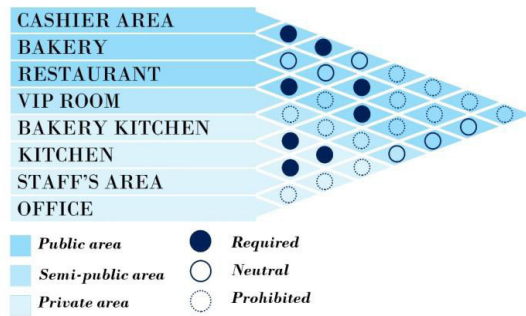 CASHIER AREA
BAKERY
RESTAURANT
VIP ROOM
BAKERY KITCHEN
KITCHEN
STAFF'S AREA
OFFICE
Public area
Required
Semi-public area
Neutral
Private area
Prohibited